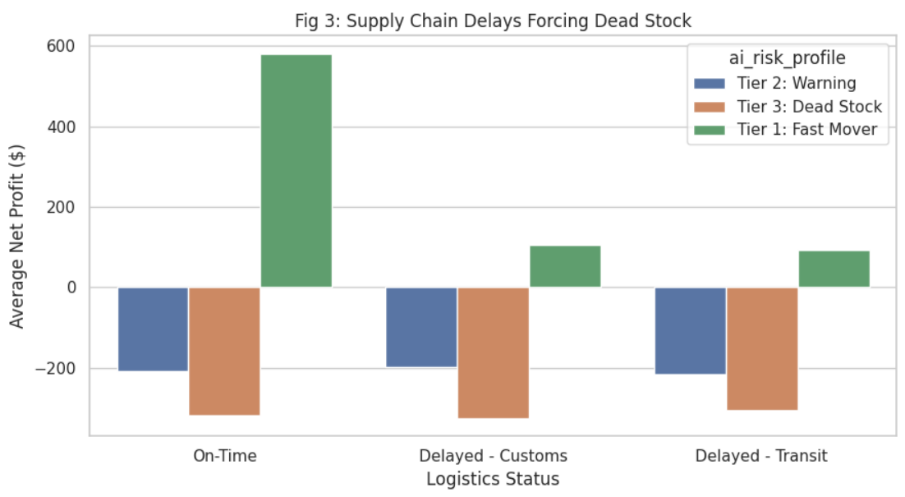 Fig 3: Supply Chain Delays Forcing Dead Stock
ai_risk_profile
Tier 2: Warning
Tier 3: Dead Stock
Tier 1: Fast Mover
Average Net Profit ($)
600
400
200
0
−200
On-Time
Delayed - Customs
Delayed - Transit
Logistics Status